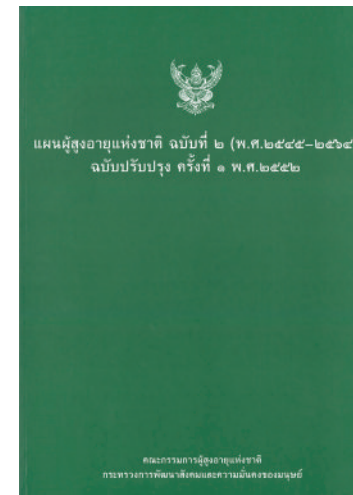 แผนผู้สูงอายุแห่งชาติ ฉบับที่ ๒ (พ.ศ.๒๕๔๕-๒๕๖๔
ฉบับปรับปรุง ครั้งที่ ๑ พ.ศ.๒๕๕๒
คณะกรรมการผู้สูงอายุแห่งชาติ
กระทรวงการพัฒนาสังคมและความมั่นคงของมนุษย์